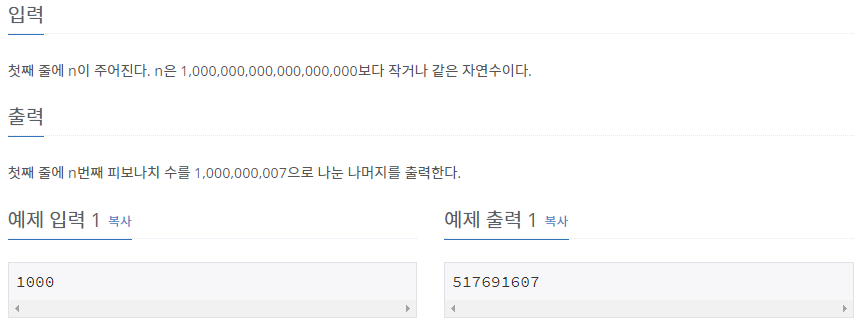 입력
첫째 줄에 n이 주어진다. n은 1,000,000,000,000,000,000보다 작거나 같은 자연수이다.
출력
첫째 줄에 n번째 피보나치 수를 1,000,000,007으로 나눈 나머지를 출력한다.
예제 입력 1 복사
1000
예제 출력 1 복사
517691607